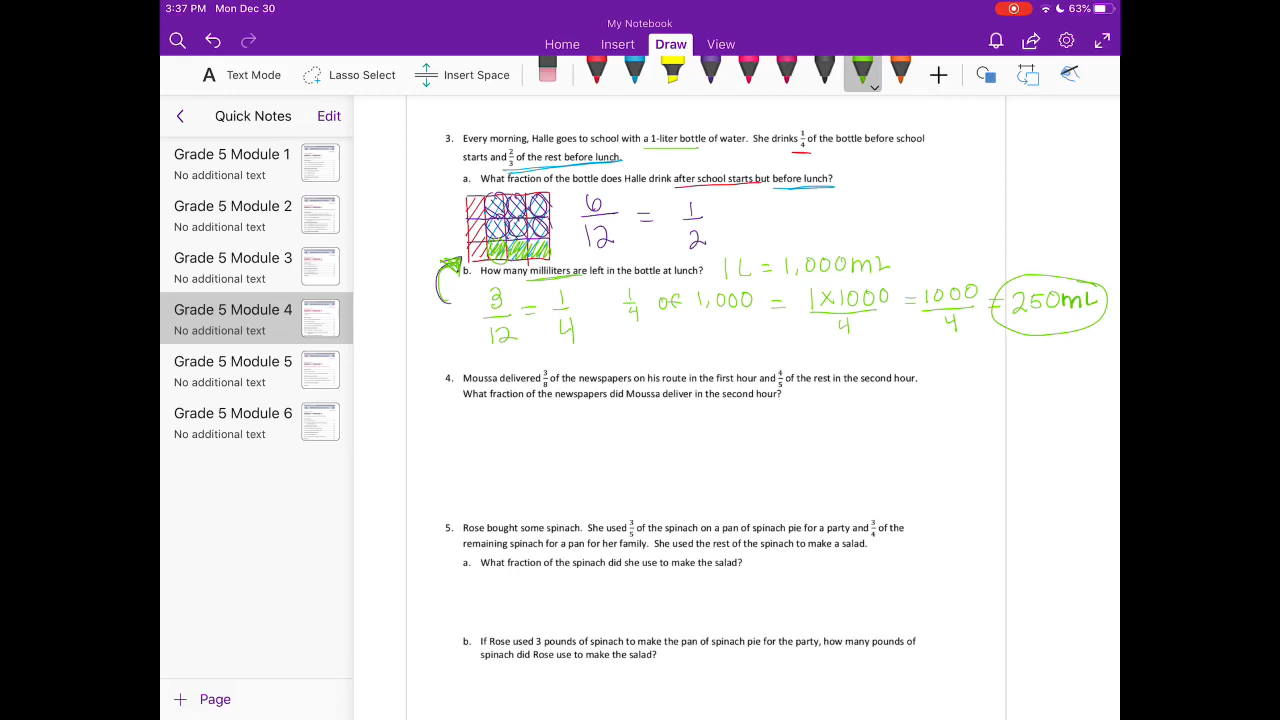 3:37 PM Mon Dec 30
63%
My Notebook
Home Insert Draw View
Text Mode Lasso Select Insert Space
Quick Notes Edit
Grade 5 Module 1
No additional text
Grade 5 Module 2
No additional text
Grade 5 Module 3
No additional text
Grade 5 Module 4
No additional text
Grade 5 Module 5
No additional text
Grade 5 Module 6
No additional text
+ Page
3. Every morning, Halle goes to school with a 1-liter bottle of water. She drinks 1/4 of the bottle before school
starts and 2/3 of the rest before lunch.
a. What fraction of the bottle does Halle drink after school starts but before lunch?
6/12 = 1/2
b. How many milliliters are left in the bottle at lunch? 1 L = 1,000mL
3/12 = 1/4 1/4 of 1,000 = 1X1000/4 = 1000/4 = 250mL
4. Moussa delivered 3/8 of the newspapers on his route in the first hour and 4/5 of the rest in the second hour.
What fraction of the newspapers did Moussa deliver in the second hour?
5. Rose bought some spinach. She used 3/5 of the spinach on a pan of spinach pie for a party and 3/4 of the
remaining spinach for a pan for her family. She used the rest of the spinach to make a salad.
a. What fraction of the spinach did she use to make the salad?
b. If Rose used 3 pounds of spinach to make the pan of spinach pie for the party, how many pounds of
spinach did Rose use to make the salad?